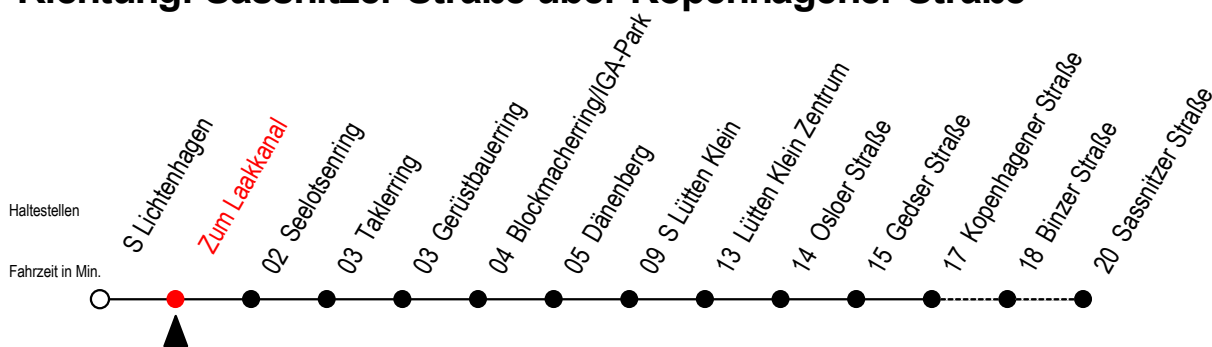 Richtung: Sassnitzer Straße über Kopenhagener Straße
Haltestellen
Fahrzeit in Min.
S Lichtenhagen
Zum Laakkanal
02 Seelotsenring
03 Taklerring
03 Gerüstbauerring
04 Blockmacherring/IGA-Park
05 Dänenberg
09 S Lütten Klein
13 Lütten Klein Zentrum
14 Osloer Straße
15 Gedser Straße
17 Kopenhagener Straße
18 Binzer Straße
20 Sassnitzer Straße